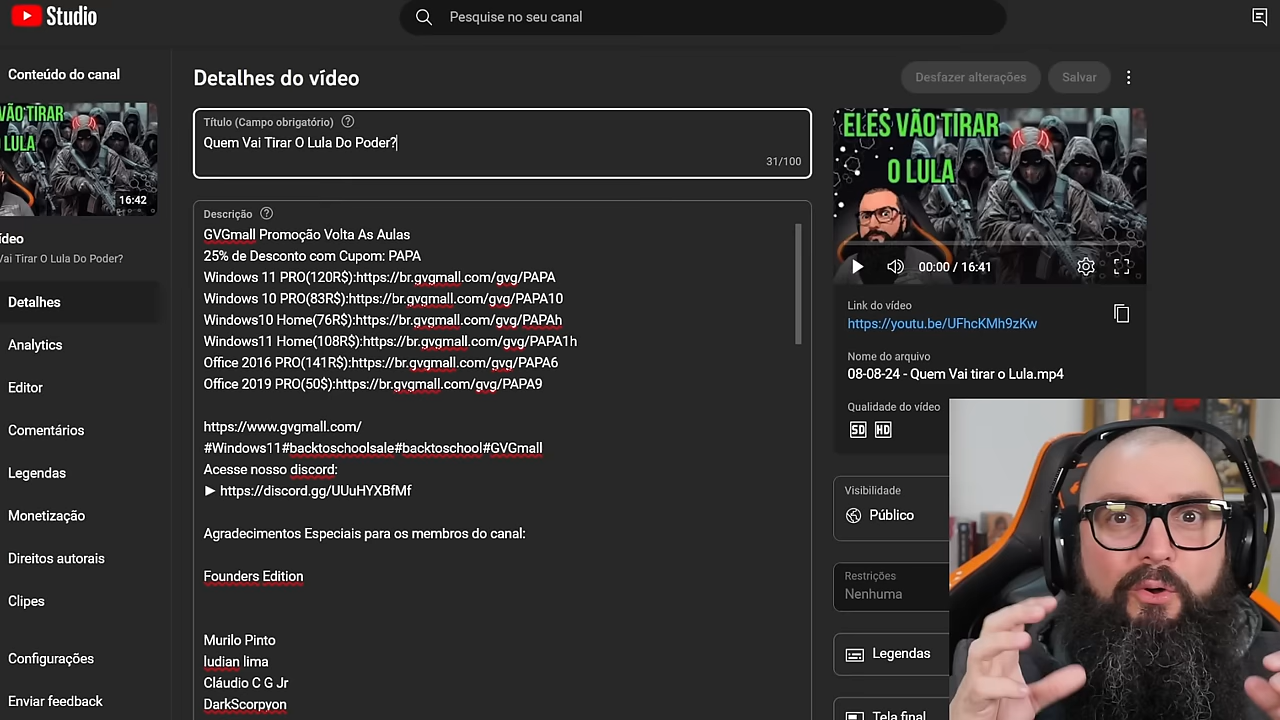 Studio
Pesquise no seu canal
Conteúdo do canal
VÃO TIRAR
LULA
16:42
ídeo
Vai Tirar O Lula Do Poder?
Detalhes
Analytics
Editor
Comentários
Legendas
Monetização
Direitos autorais
Clipes
Configurações
Enviar feedback
Detalhes do vídeo
Desfazer alterações
Salvar
Título (Campo obrigatório)
Quem Vai Tirar O Lula Do Poder?
31/100
Descrição
GVGmall Promoção Volta As Aulas
25% de Desconto com Cupom: PAPA
Windows 11 PRO(120R$):https://br.gvgmall.com/gvg/PAPA
Windows 10 PRO(83R$):https://br.gvgmall.com/gvg/PAPA10
Windows10 Home(76R$):https://br.gvgmall.com/gvg/PAPAh
Windows11 Home(108R$):https://br.gvgmall.com/gvg/PAPA1h
Office 2016 PRO(141R$):https://br.gvgmall.com/gvg/PAPA6
Office 2019 PRO(50$):https://br.gvgmall.com/gvg/PAPA9
https://www.gvgmall.com/
#Windows11#backtoschoolsale#backtoschool#GVGmall
Acesse nosso discord:
► https://discord.gg/UUuHYXBfMf
Agradecimentos Especiais para os membros do canal:
Founders Edition
Murilo Pinto
ludian lima
Cláudio C G Jr
DarkScorpyon
ELES VÃO TIRAR
O LULA
00:00 / 16:41
Link do vídeo
https://youtu.be/UFhcKMh9zKw
Nome do arquivo
08-08-24 - Quem Vai tirar o Lula.mp4
Qualidade do vídeo
SD HD
Visibilidade
Público
Restrições
Nenhuma
Legendas
Tela final